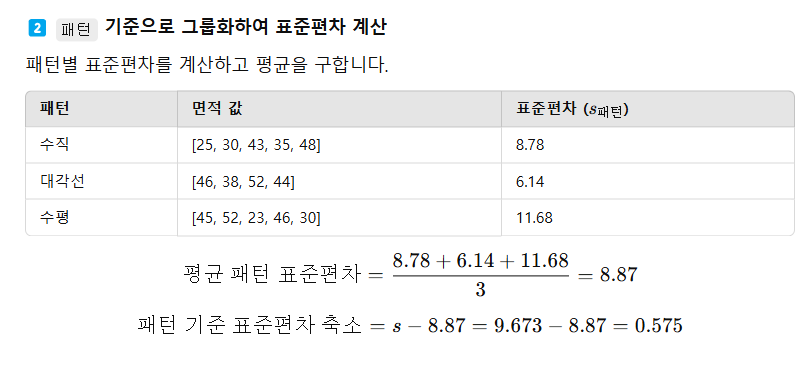 2 패턴 기준으로 그룹화하여 표준편차 계산
패턴별 표준편차를 계산하고 평균을 구합니다.
패턴 면적 값 표준편차 (s패턴)
수직 [25, 30, 43, 35, 48] 8.78
대각선 [46, 38, 52, 44] 6.14
수평 [45, 52, 23, 46, 30] 11.68
평균 패턴 표준편차 = (8.78 + 6.14 + 11.68) / 3 = 8.87
패턴 기준 표준편차 축소 = s − 8.87 = 9.673 − 8.87 = 0.575